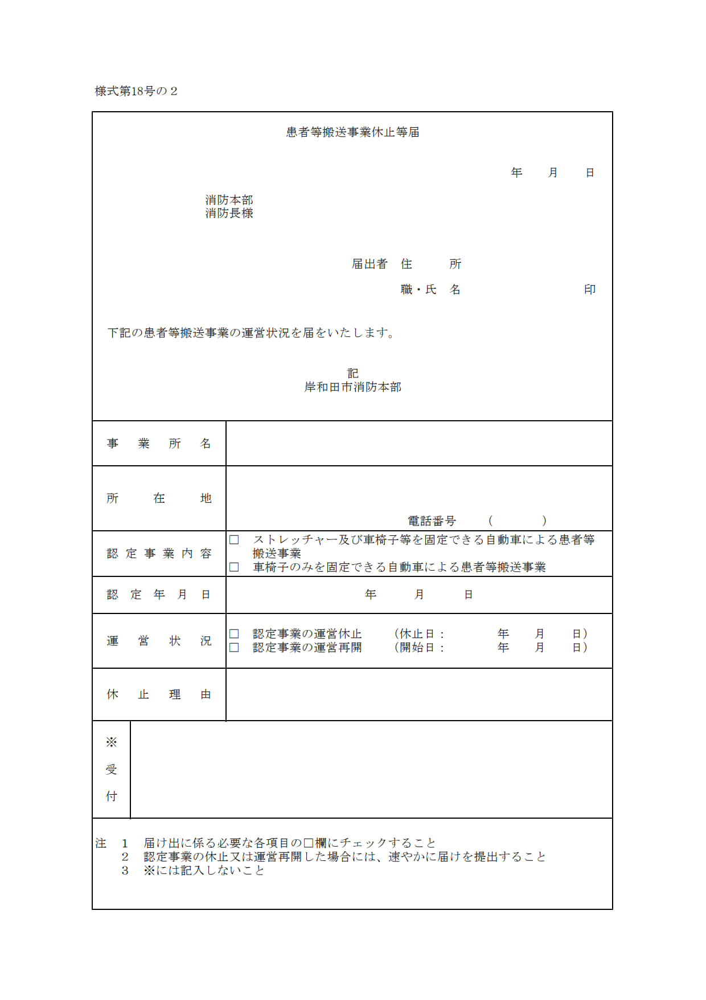 様式第18号の２
患者等搬送事業休止等届
年　　月　　日
消防本部
消防長様
届出者　住　　　所
職・氏　名　　　　　　　　　　印
下記の患者等搬送事業の運営状況を届をいたします。
記
岸和田市消防本部
事　業　所　名
所　　在　　地
電話番号　　（　　　　）
認定事業内容
□　ストレッチャー及び車椅子等を固定できる自動車による患者等
搬送事業
□　車椅子のみを固定できる自動車による患者等搬送事業
認定年月日
年　　　月　　　日
運　営　状　況
□　認定事業の運営休止　　（休止日：　　　　年　　月　　日）
□　認定事業の運営再開　　（開始日：　　　　年　　月　　日）
休　止　理　由
※
受
付
注　１　届け出に係る必要な各項目の□欄にチェックすること
２　認定事業の休止又は運営再開した場合には、速やかに届けを提出すること
３　※には記入しないこと